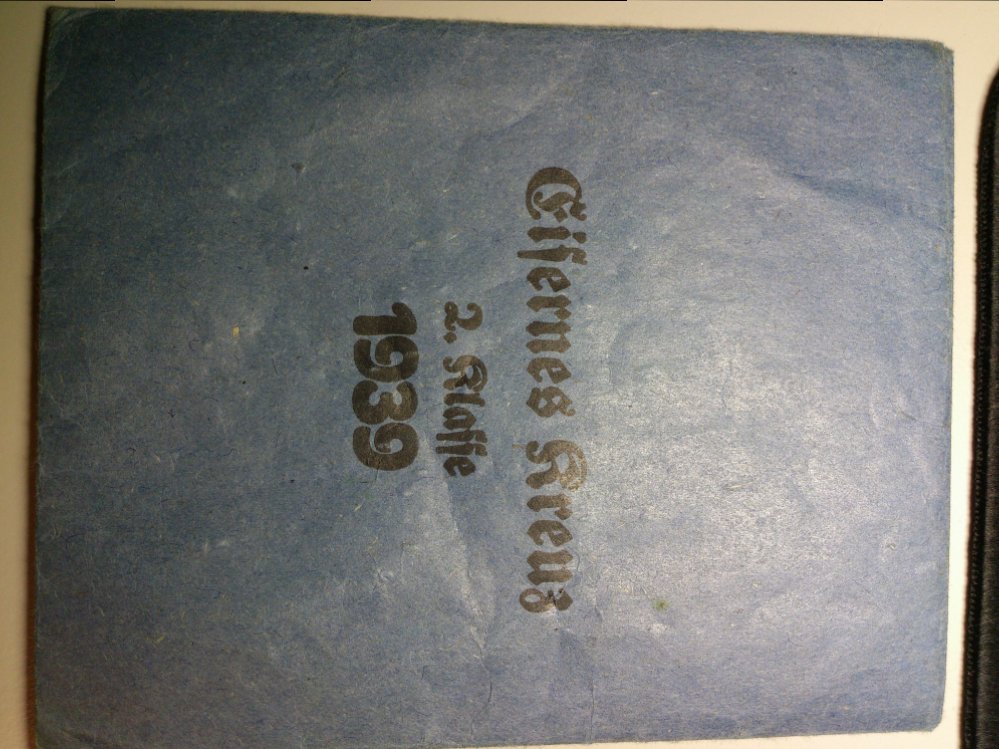 Eisernes Kreuz
2. Klasse
1939